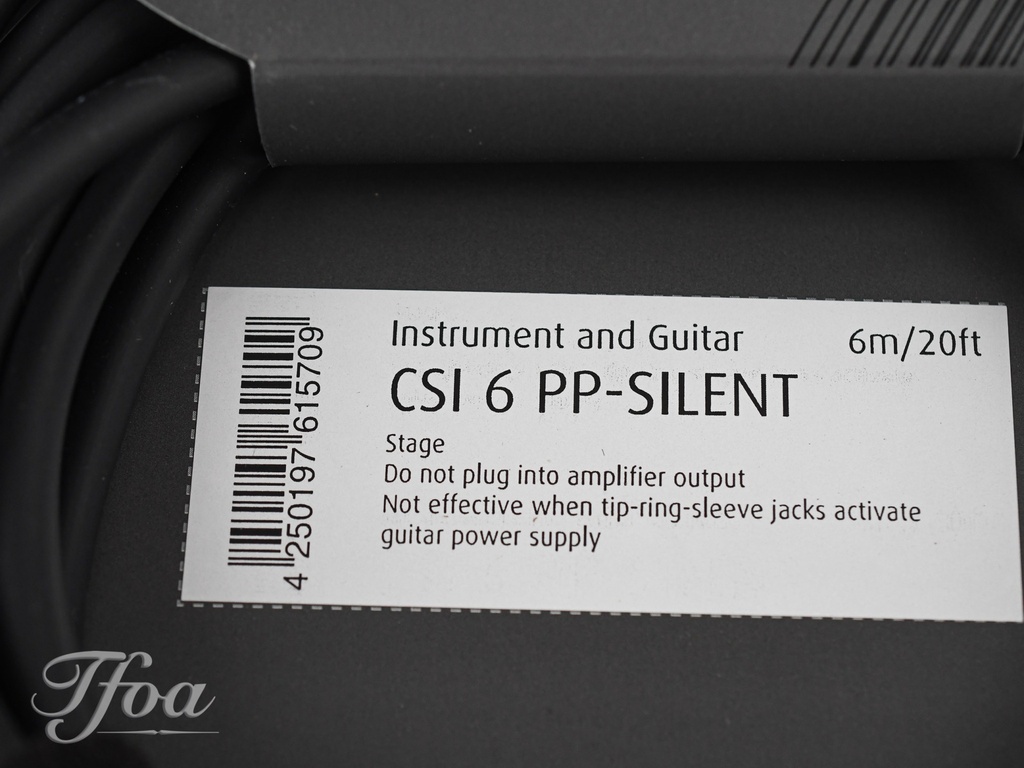 Instrument and Guitar 6m/20ft
CSI 6 PP-SILENT
Stage
Do not plug into amplifier output
Not effective when tip-ring-sleeve jacks activate
guitar power supply
4 250197 615709
Tfoa